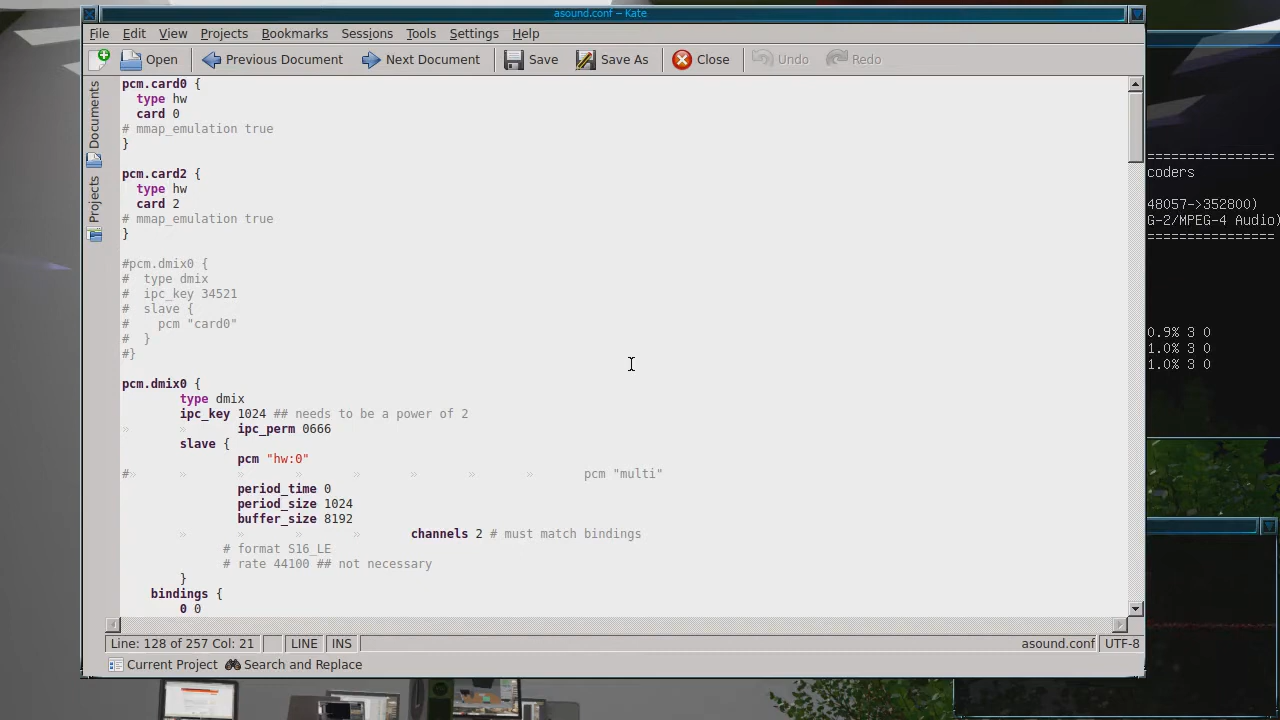 asound.conf – Kate
File Edit View Projects Bookmarks Sessions Tools Settings Help
Open Previous Document Next Document Save Save As Close Undo Redo
Documents
Projects
pcm.card0 {
  type hw
  card 0
# mmap_emulation true
}
pcm.card2 {
  type hw
  card 2
# mmap_emulation true
}
#pcm.dmix0 {
#  type dmix
#  ipc_key 34521
#  slave {
#    pcm "card0"
#  }
#}
pcm.dmix0 {
        type dmix
        ipc_key 1024 ## needs to be a power of 2
»       »       ipc_perm 0666
        slave {
                pcm "hw:0"
#»      »       »       »       »       »       »       »       pcm "multi"
                period_time 0
                period_size 1024
                buffer_size 8192
        »       »       »       »       channels 2 # must match bindings
              # format S16_LE
              # rate 44100 ## not necessary
        }
    bindings {
        0 0
Line: 128 of 257 Col: 21 LINE INS asound.conf UTF-8
Current Project Search and Replace
====================
coders
48057->352800)
G-2/MPEG-4 Audio)
====================
0.9% 3 0
1.0% 3 0
1.0% 3 0